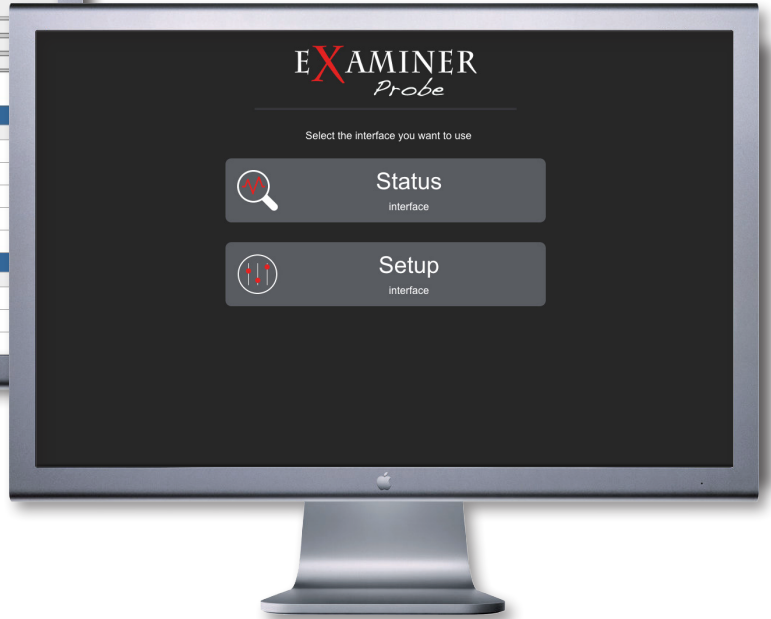 EXAMINER
Probe
Select the interface you want to use
Status
interface
Setup
interface